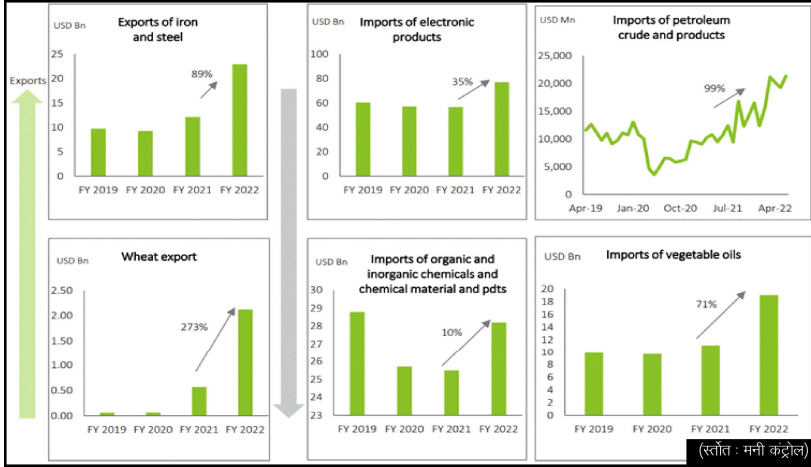 Exports
Exports of iron
and steel
USD Bn
25
20
15
10
5
0
89%
FY 2019 FY 2020 FY 2021 FY 2022
Imports of electronic
products
USD Bn
100
80
60
40
20
0
35%
FY 2019 FY 2020 FY 2021 FY 2022
Imports of petroleum
crude and products
USD Mn
25,000
20,000
15,000
10,000
5,000
0
99%
Apr-19 Jan-20 Oct-20 Jul-21 Apr-22
Wheat export
USD Bn
2.50
2.00
1.50
1.00
0.50
0.00
273%
FY 2019 FY 2020 FY 2021 FY 2022
Imports of organic and
inorganic chemicals and
chemical material and pdts
USD Bn
30
29
28
26
25
24
23
10%
FY 2019 FY 2020 FY 2021 FY 2022
Imports of vegetable oils
USD Bn
20
18
16
14
12
10
8
6
4
2
0
71%
FY 2019 FY 2020 FY 2021 FY 2022
(स्तोत : मनी कंट्रोल)